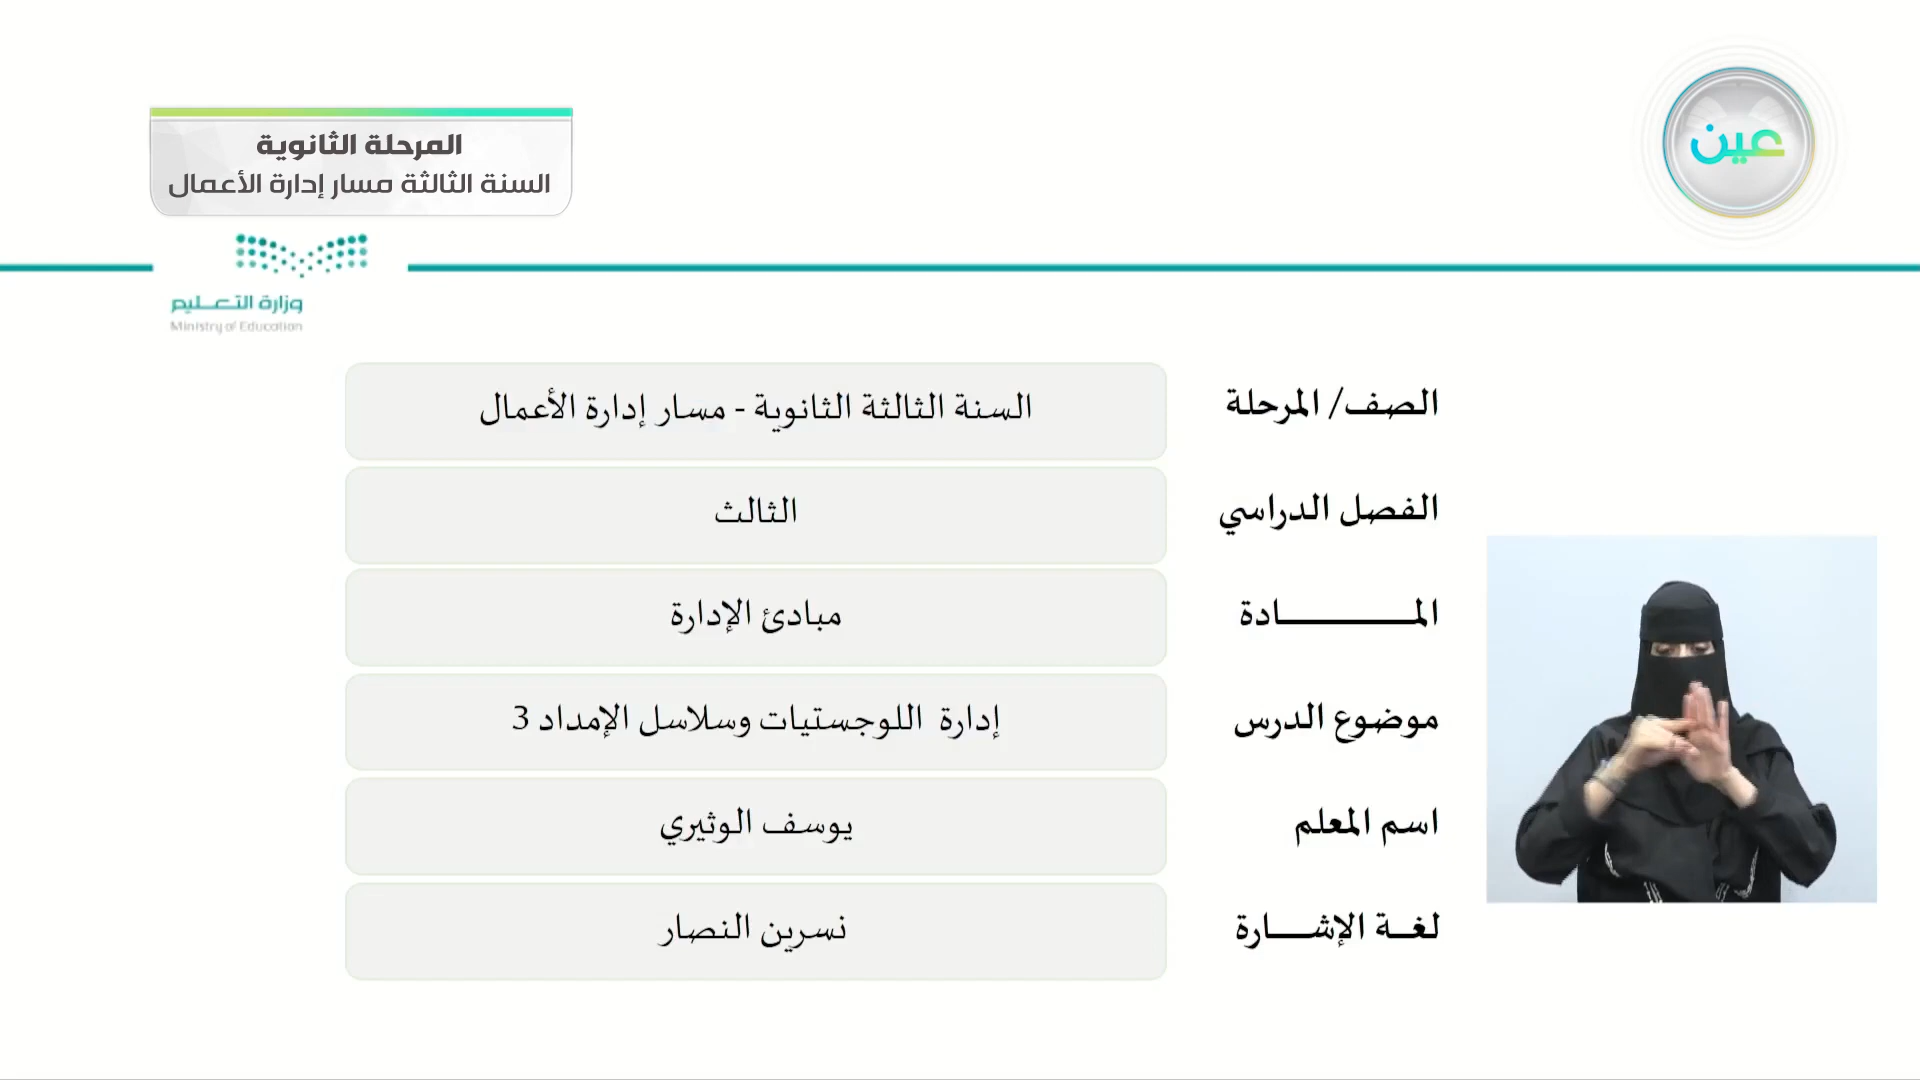 عين
المرحلة الثانوية
السنة الثالثة مسار إدارة الأعمال
وزارة التعليم
Ministry of Education
الصف/ المرحلة
السنة الثالثة الثانوية - مسار إدارة الأعمال
الفصل الدراسي
الثالث
المـــــــــــادة
مبادئ الإدارة
موضوع الدرس
إدارة اللوجستيات وسلاسل الإمداد 3
اسم المعلم
يوسف الوثيري
لغـة الإشـــارة
نسرين النصار